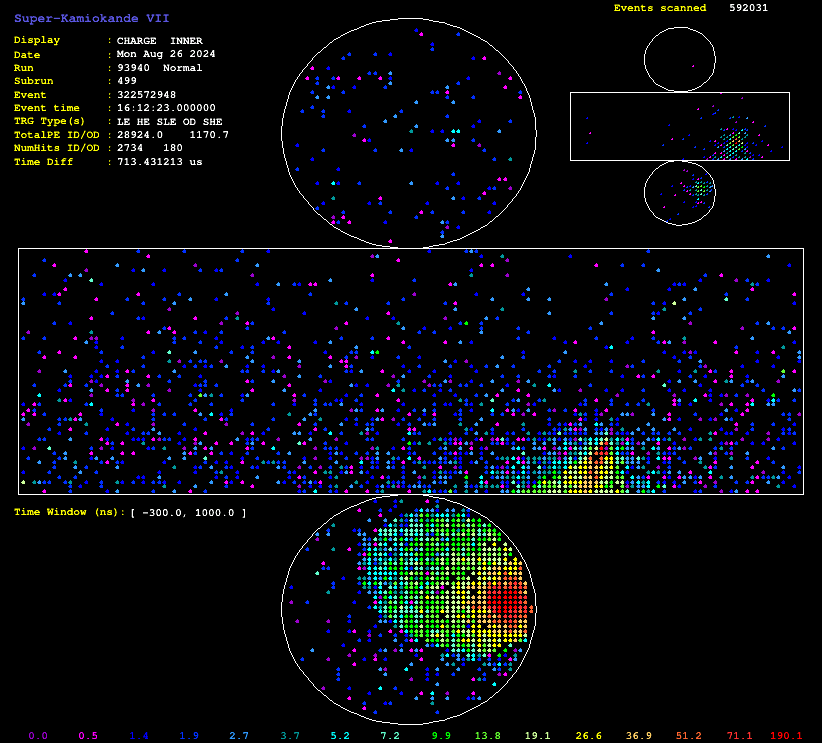 Super-Kamiokande VII
Events scanned 592031
Display : CHARGE INNER
Date : Mon Aug 26 2024
Run : 93940 Normal
Subrun : 499
Event : 322572948
Event time : 16:12:23.000000
TRG Type(s) : LE HE SLE OD SHE
TotalPE ID/OD : 28924.0 1170.7
NumHits ID/OD : 2734 180
Time Diff : 713.431213 us
Time Window (ns): [ -300.0, 1000.0 ]
0.0 0.5 1.4 1.9 2.7 3.7 5.2 7.2 9.9 13.8 19.1 26.6 36.9 51.2 71.1 190.1